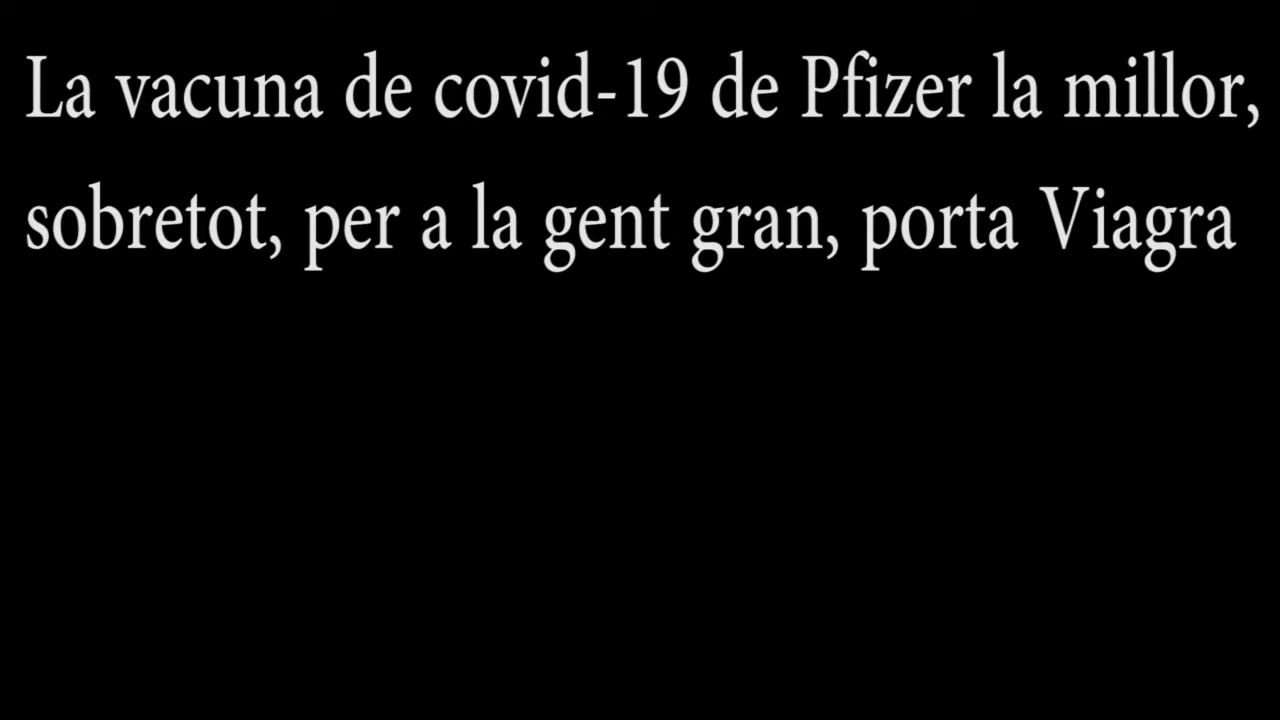 La vacuna de covid-19 de Pfizer la millor,
sobretot, per a la gent gran, porta Viagra